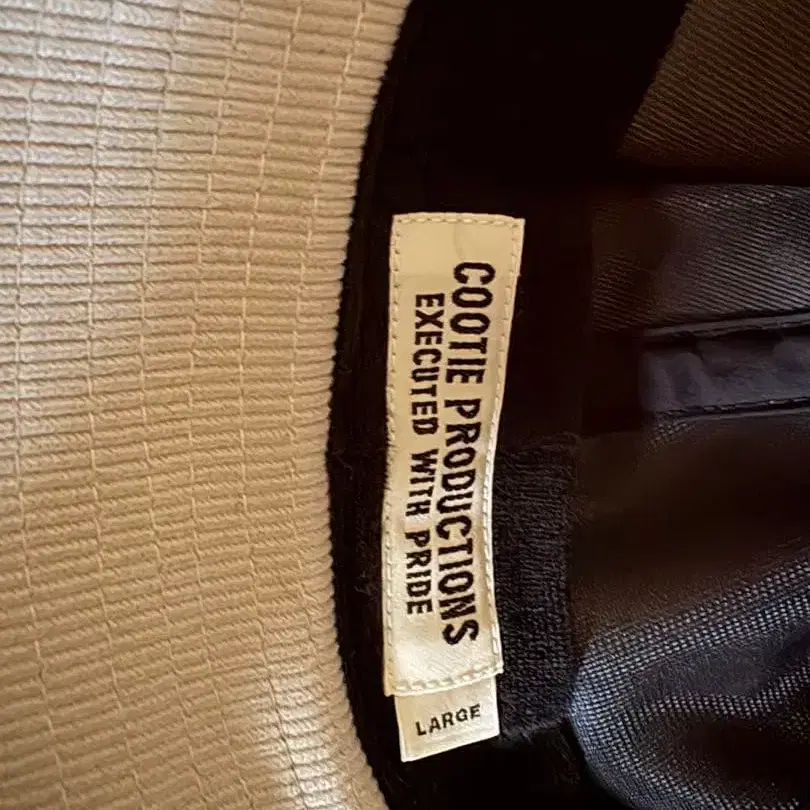 COOTIE PRODUCTIONS
EXECUTED WITH PRIDE
LARGE